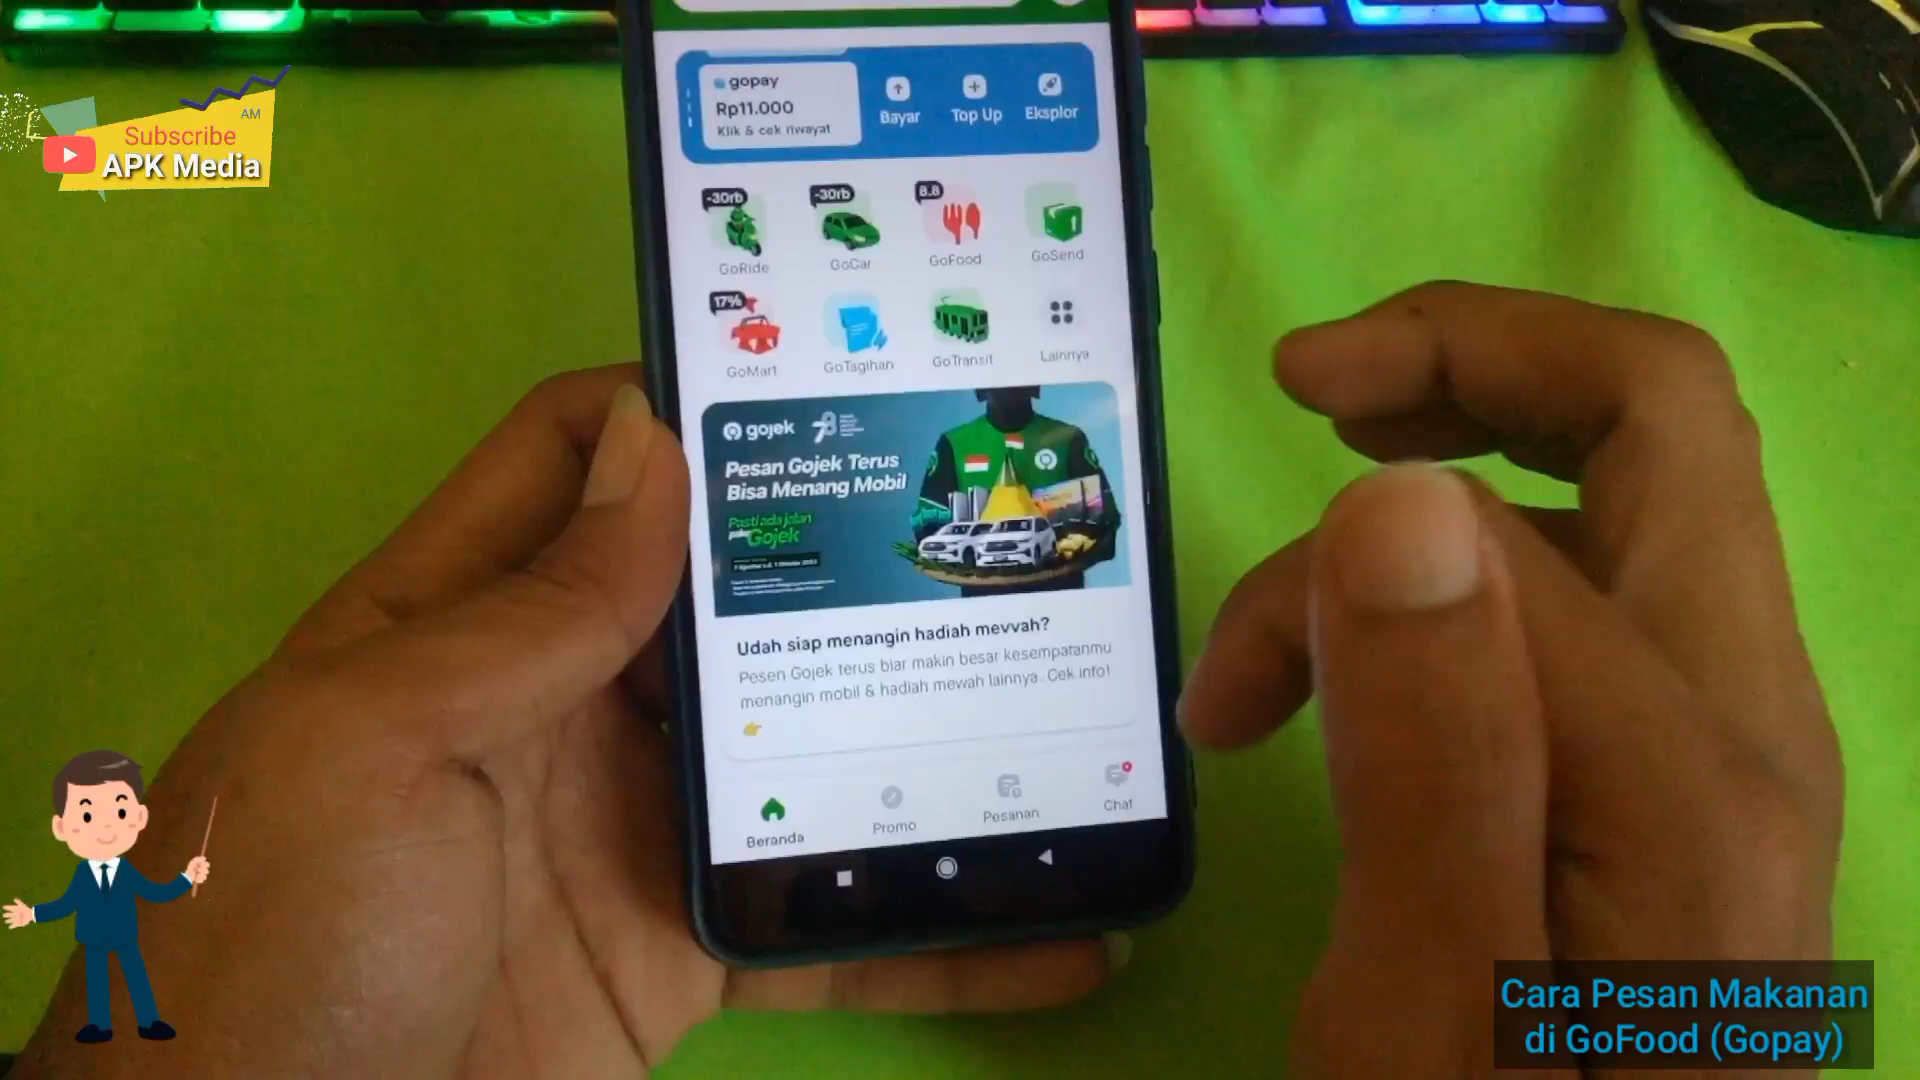 AM
Subscribe
APK Media
gopay
Rp11.000
Klik & cek riwayat
Bayar
Top Up
Eksplor
-30rb
-30rb
8.8
GoRide
GoCar
GoFood
GoSend
17%
GoMart
GoTagihan
GoTransit
Lainnya
gojek
78
Pesan Gojek Terus
Bisa Menang Mobil
Pasti ada jalan
pake Gojek
Udah siap menangin hadiah mevvah?
Pesen Gojek terus biar makin besar kesempatanmu
menangin mobil & hadiah mewah lainnya. Cek info!
Beranda
Promo
Pesanan
Chat
Cara Pesan Makanan
di GoFood (Gopay)